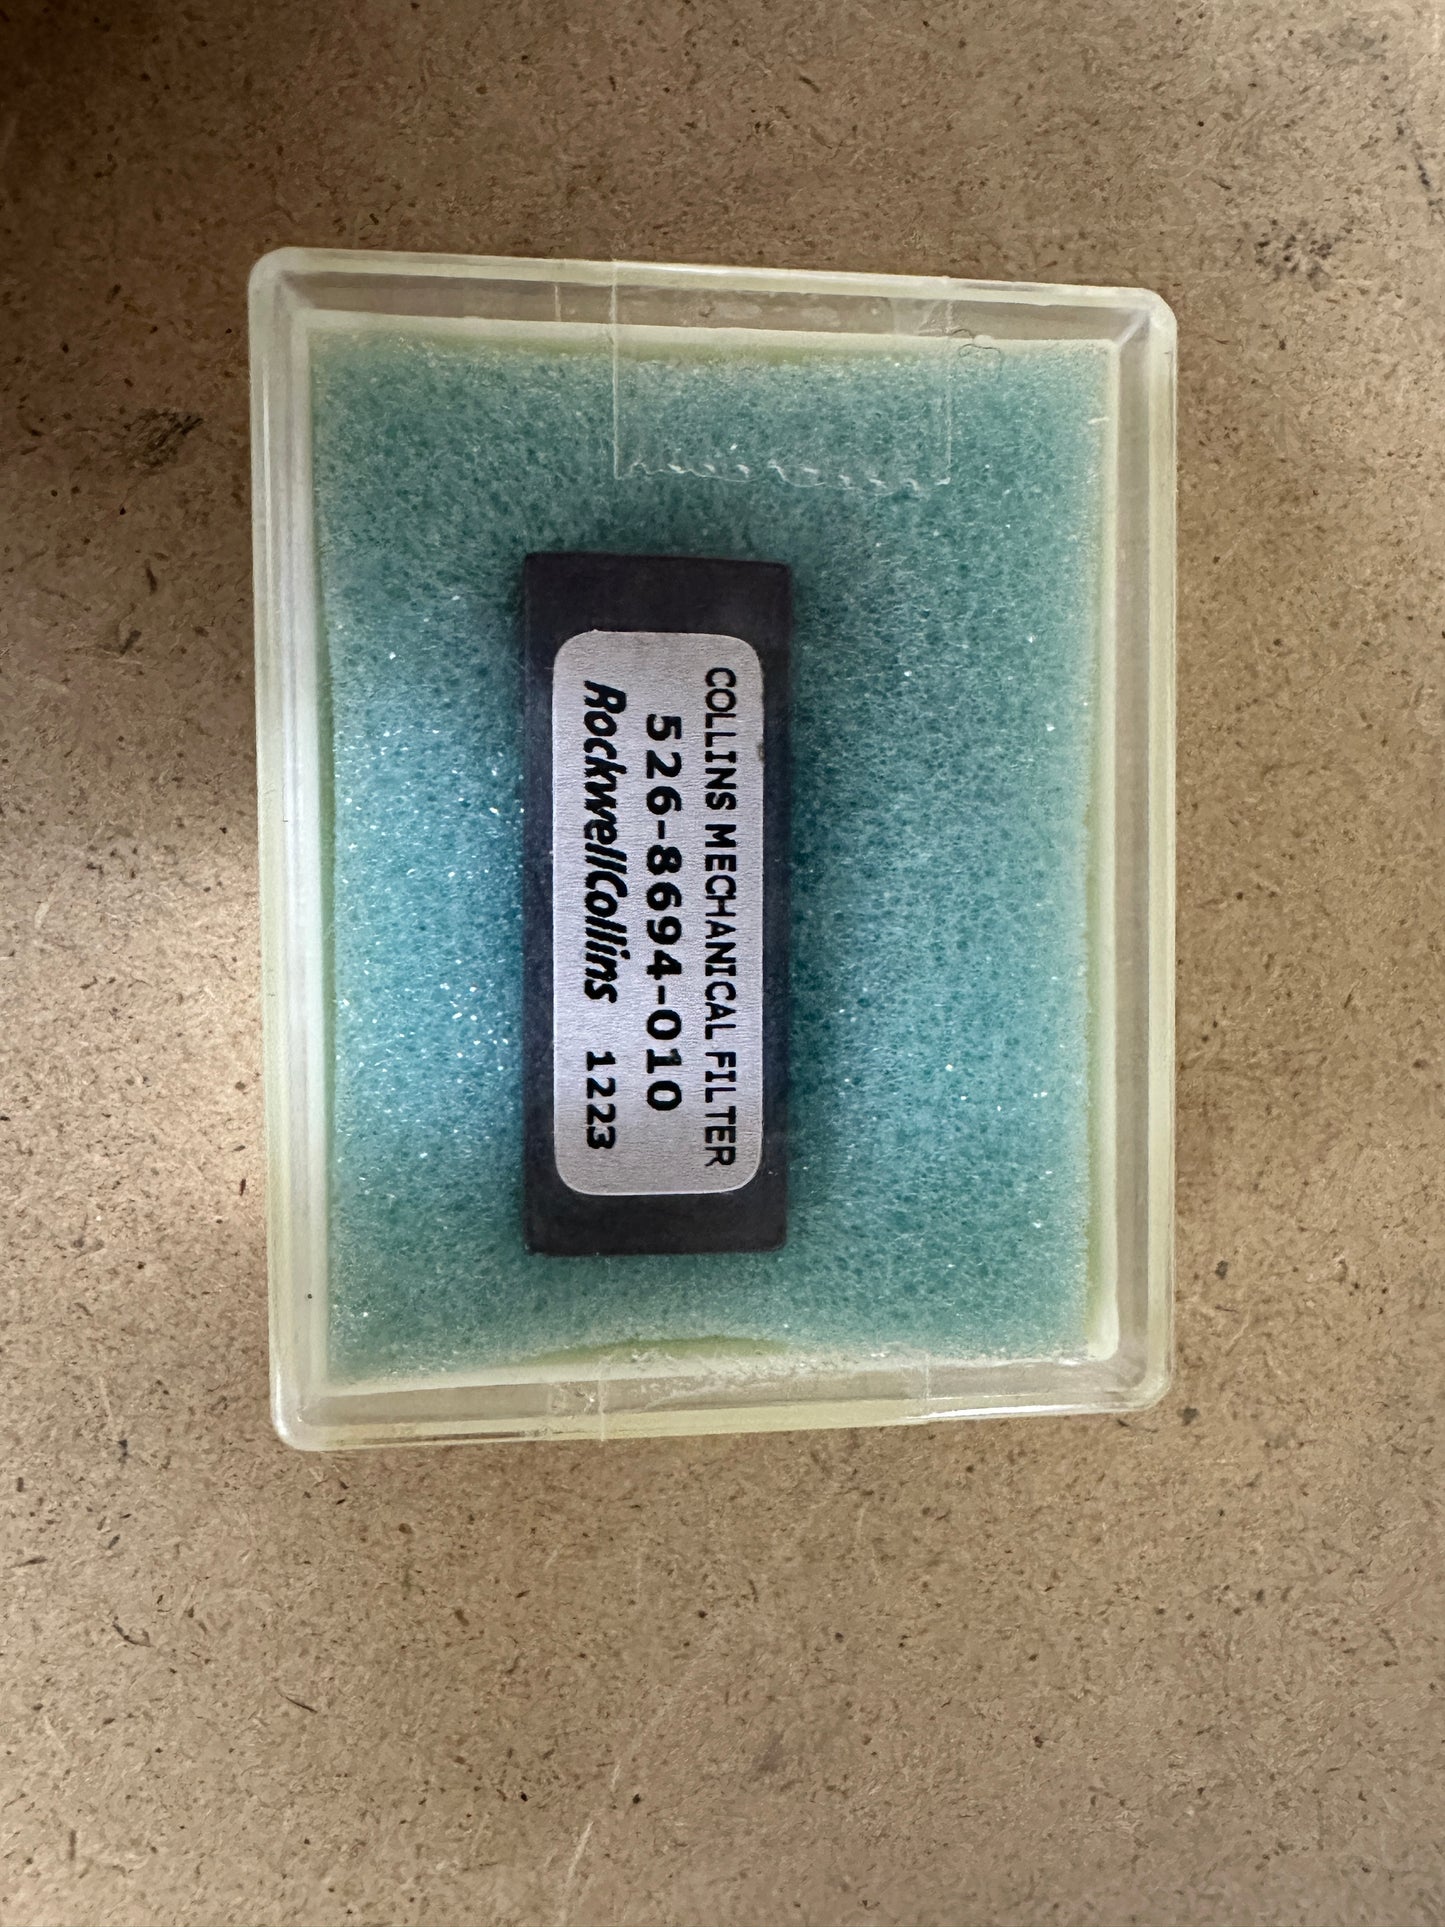 COLLINS MECHANICAL FILTER
526-8694-010
RockwellCollins 1223